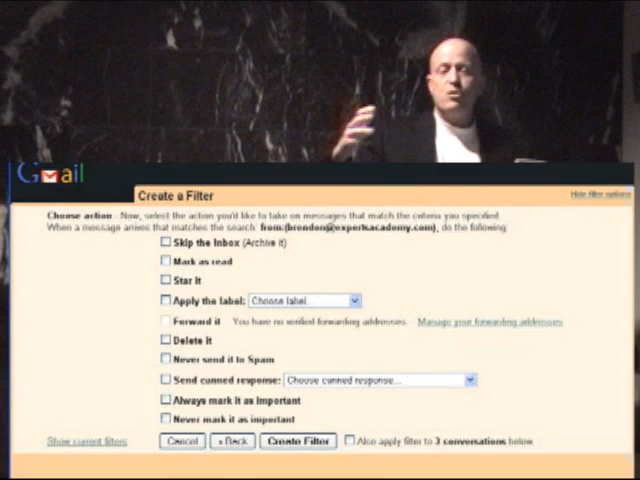 Gmail
Create a Filter
Hide filter options
Choose action - Now, select the action you'd like to take on messages that match the criteria you specified.
When a message arrives that matches the search: from:(brendon@expertsacademy.com), do the following:
Skip the Inbox (Archive it)
Mark as read
Star it
Apply the label: Choose label...
Forward it You have no verified forwarding addresses. Manage your forwarding addresses
Delete it
Never send it to Spam
Send canned response: Choose canned response...
Always mark it as important
Never mark it as important
Show current filters Cancel « Back Create Filter Also apply filter to 3 conversations below.